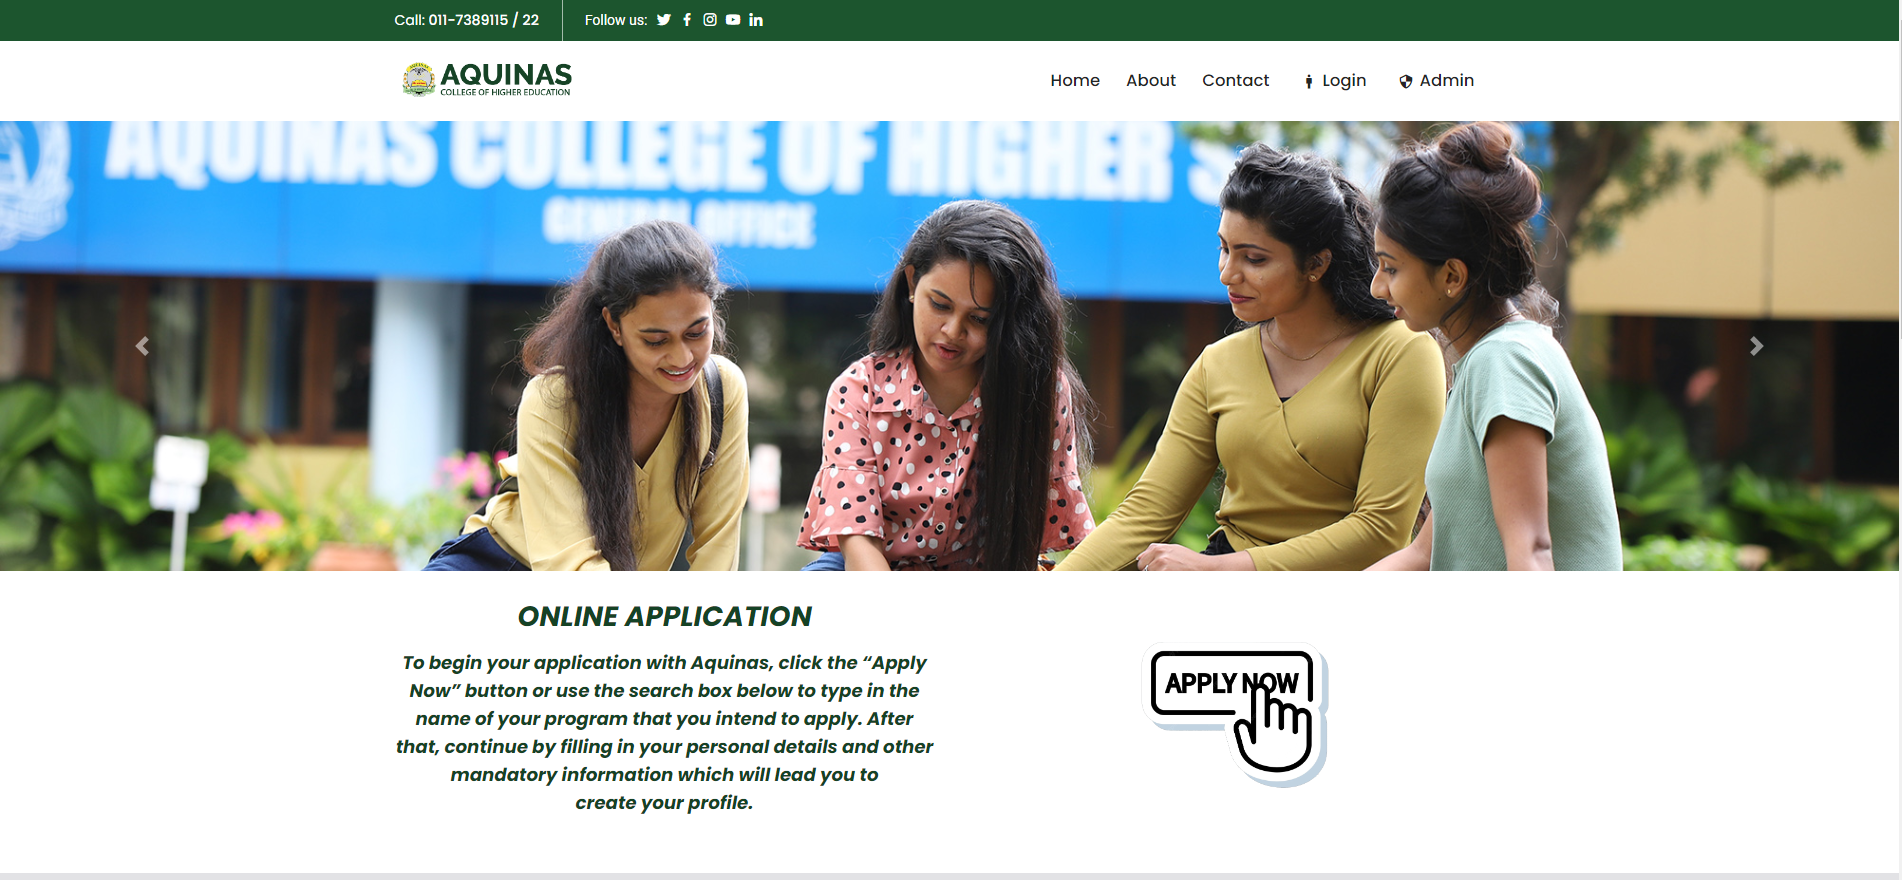 Call: 011-7389115 / 22
Follow us:
AQUINAS
COLLEGE OF HIGHER EDUCATION
Home
About
Contact
Login
Admin
AQUINAS COLLEGE OF HIGHER
GENERAL OFFICE
ONLINE APPLICATION
To begin your application with Aquinas, click the “Apply
Now” button or use the search box below to type in the
name of your program that you intend to apply. After
that, continue by filling in your personal details and other
mandatory information which will lead you to
create your profile.
APPLY NOW